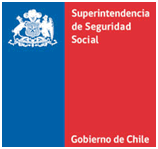 Superintendencia
de Seguridad
Social
Gobierno de Chile